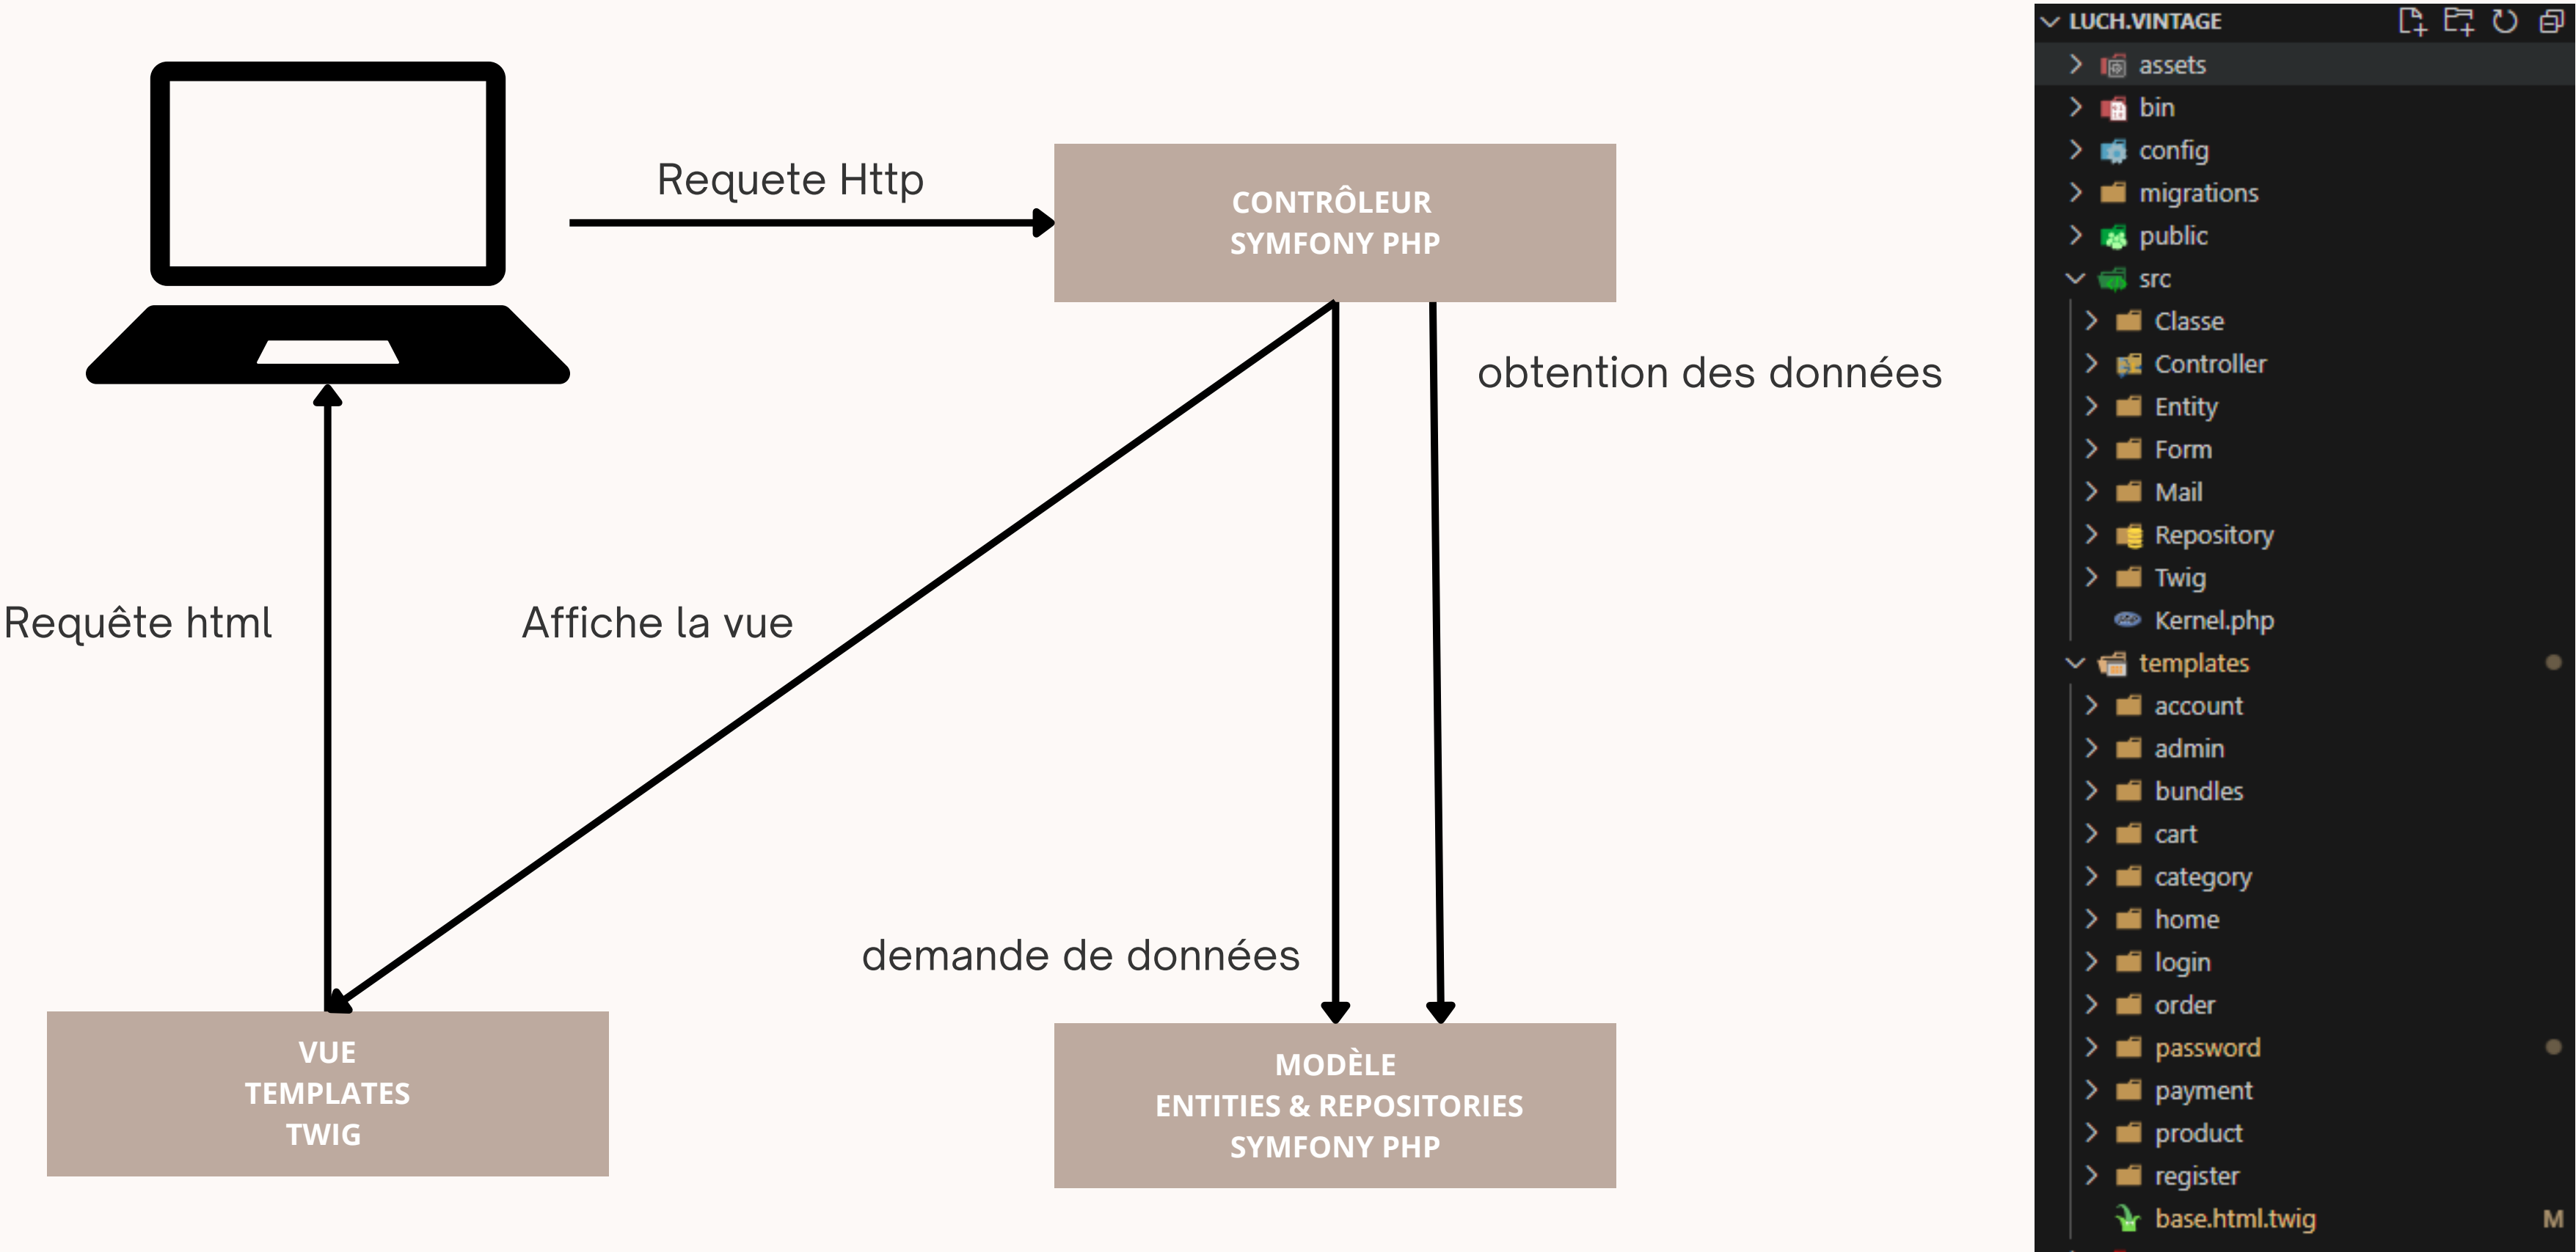 Requete Http
CONTRÔLEUR
SYMFONY PHP
obtention des données
Requête html
Affiche la vue
demande de données
VUE
TEMPLATES
TWIG
MODÈLE
ENTITIES & REPOSITORIES
SYMFONY PHP
LUCH.VINTAGE
assets
bin
config
migrations
public
src
Classe
Controller
Entity
Form
Mail
Repository
Twig
Kernel.php
templates
account
admin
bundles
cart
category
home
login
order
password
payment
product
register
base.html.twig M